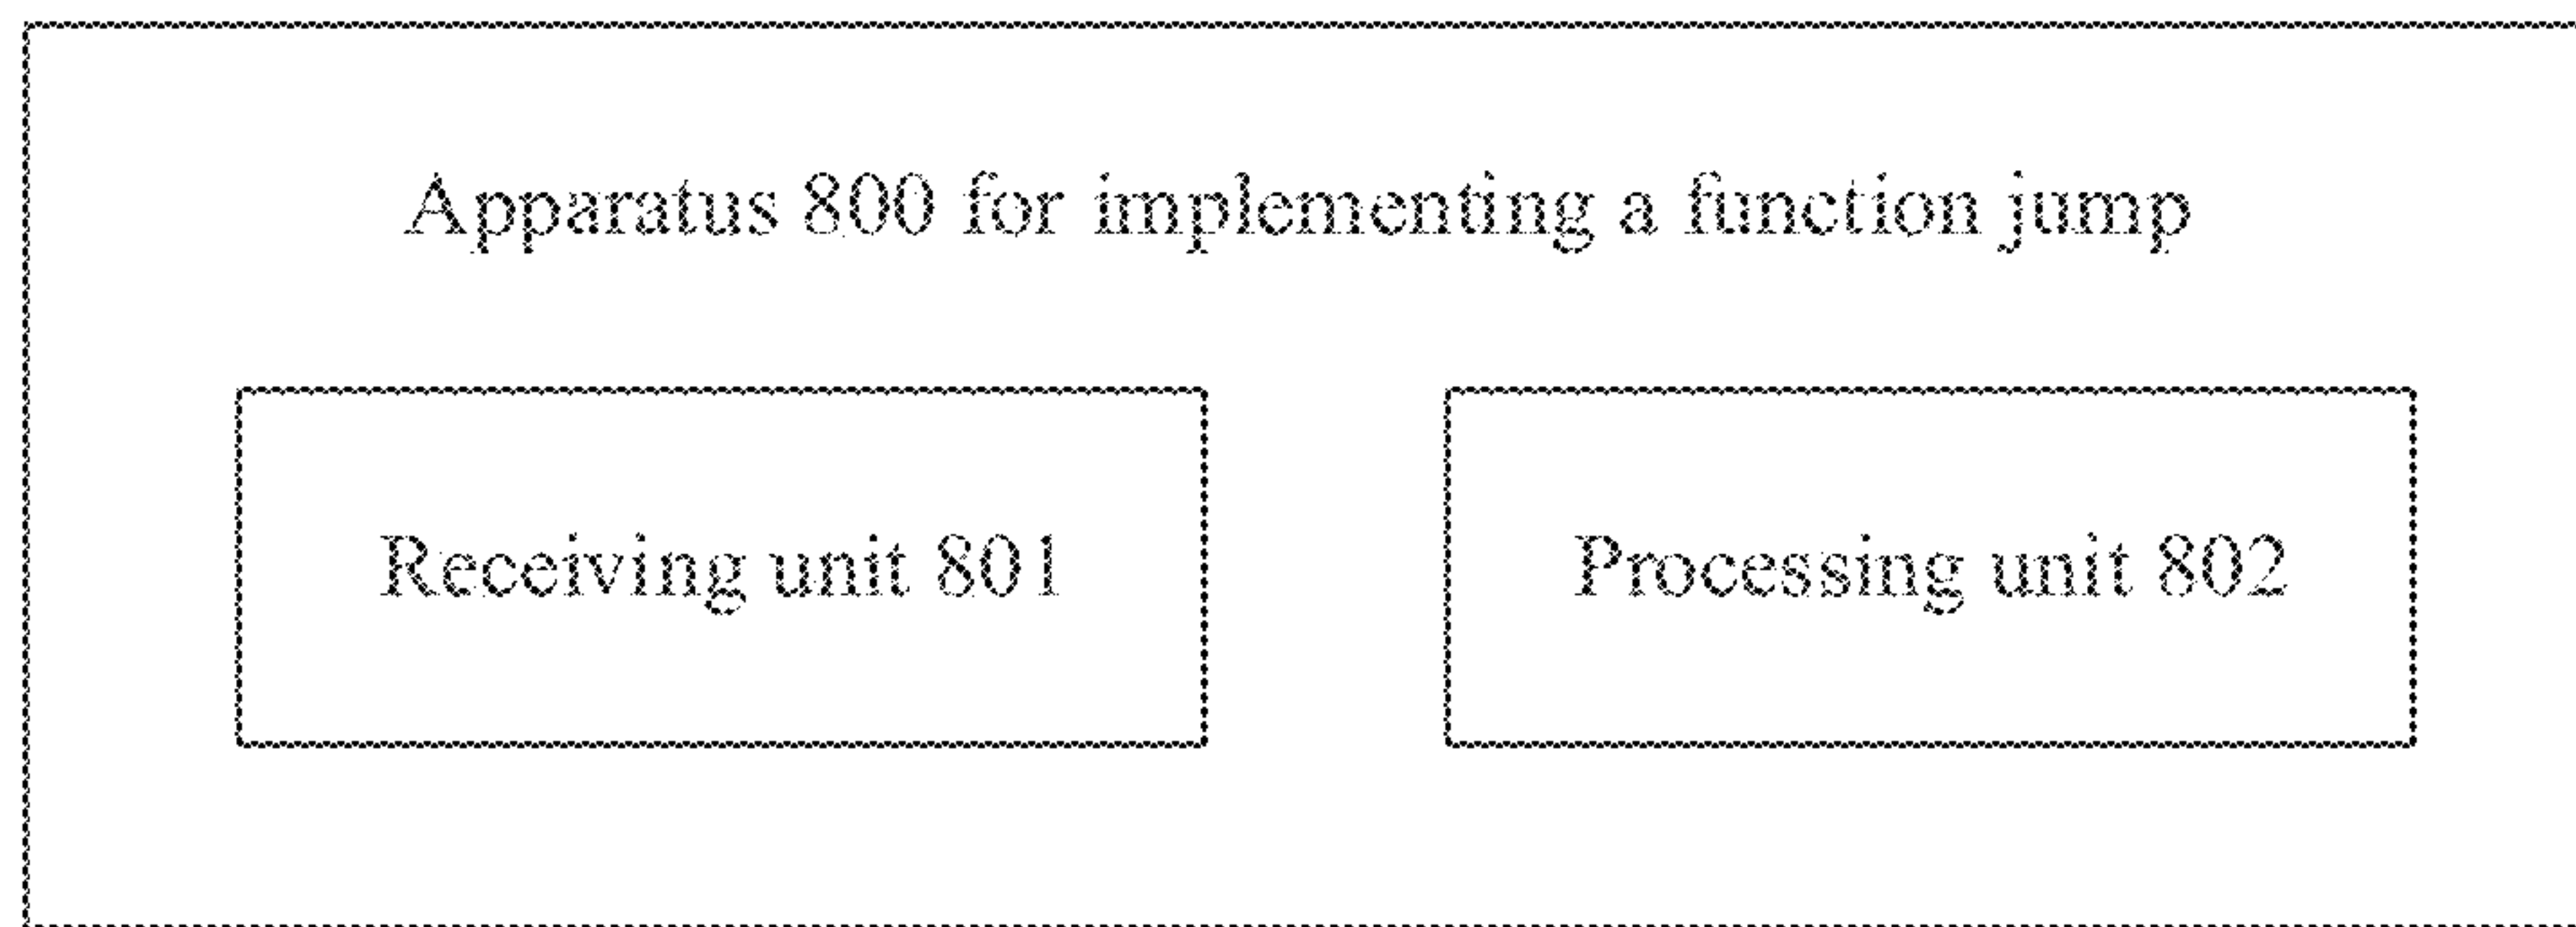 Apparatus 800 for implementing a function jump
Receiving unit 801
Processing unit 802